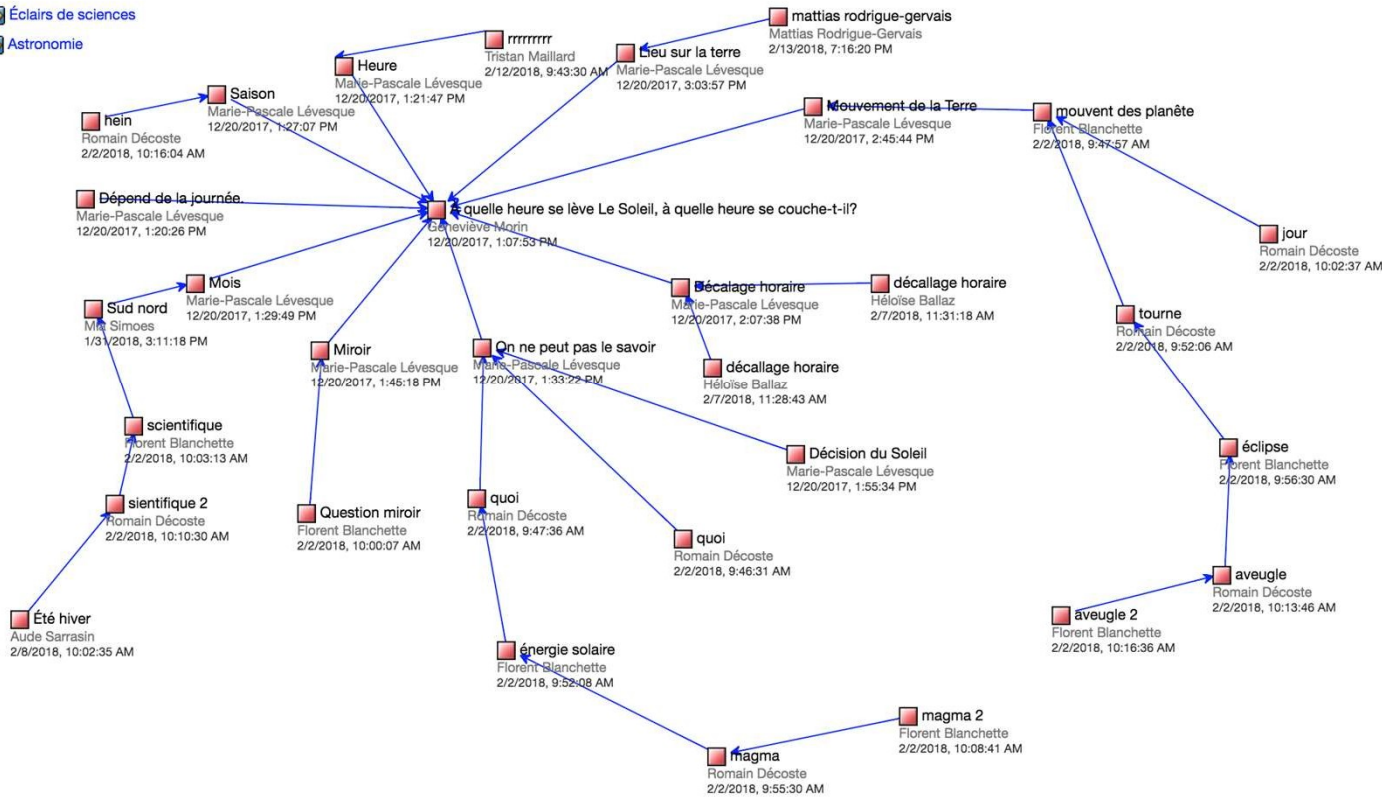 Éclairs de sciences
Astronomie
mattias rodrigue-gervais
Mattias Rodrigue-Gervais
2/13/2018, 7:16:20 PM
rrrrrrrrr
Tristan Maillard
2/12/2018, 9:43:30 AM
Lieu sur la terre
Marie-Pascale Lévesque
12/20/2017, 3:03:57 PM
Heure
Marie-Pascale Lévesque
12/20/2017, 1:21:47 PM
Saison
Marie-Pascale Lévesque
12/20/2017, 1:27:07 PM
hein
Romain Décoste
2/2/2018, 10:16:04 AM
Mouvement de la Terre
Marie-Pascale Lévesque
12/20/2017, 2:45:44 PM
mouvent des planête
Florent Blanchette
2/2/2018, 9:47:57 AM
Dépend de la journée.
Marie-Pascale Lévesque
12/20/2017, 1:20:26 PM
À quelle heure se lève Le Soleil, à quelle heure se couche-t-il?
Geneviève Morin
12/20/2017, 1:07:53 PM
jour
Romain Décoste
2/2/2018, 10:02:37 AM
Mois
Marie-Pascale Lévesque
12/20/2017, 1:29:49 PM
Sud nord
Mia Simoes
1/31/2018, 3:11:18 PM
Décalage horaire
Marie-Pascale Lévesque
12/20/2017, 2:07:38 PM
décallage horaire
Héloïse Ballaz
2/7/2018, 11:31:18 AM
tourne
Romain Décoste
2/2/2018, 9:52:06 AM
Miroir
Marie-Pascale Lévesque
12/20/2017, 1:45:18 PM
On ne peut pas le savoir
Marie-Pascale Lévesque
12/20/2017, 1:33:22 PM
décallage horaire
Héloïse Ballaz
2/7/2018, 11:28:43 AM
scientifique
Florent Blanchette
2/2/2018, 10:03:13 AM
Décision du Soleil
Marie-Pascale Lévesque
12/20/2017, 1:55:34 PM
éclipse
Florent Blanchette
2/2/2018, 9:56:30 AM
sientifique 2
Romain Décoste
2/2/2018, 10:10:30 AM
Question miroir
Florent Blanchette
2/2/2018, 10:00:07 AM
quoi
Romain Décoste
2/2/2018, 9:47:36 AM
quoi
Romain Décoste
2/2/2018, 9:46:31 AM
aveugle
Romain Décoste
2/2/2018, 10:13:46 AM
Été hiver
Aude Sarrasin
2/8/2018, 10:02:35 AM
aveugle 2
Florent Blanchette
2/2/2018, 10:16:36 AM
énergie solaire
Florent Blanchette
2/2/2018, 9:52:08 AM
magma 2
Florent Blanchette
2/2/2018, 10:08:41 AM
magma
Romain Décoste
2/2/2018, 9:55:30 AM